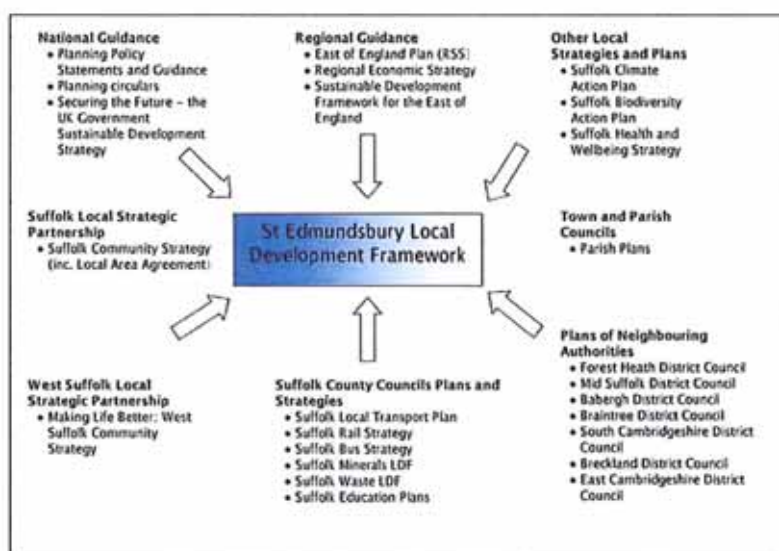 National Guidance
• Planning Policy
Statements and Guidance
• Planning circulars
• Securing the Future – the
UK Government
Sustainable Development
Strategy
Regional Guidance
• East of England Plan (RSS)
• Regional Economic Strategy
• Sustainable Development
Framework for the East of
England
Other Local
Strategies and Plans
• Suffolk Climate
Action Plan
• Suffolk Biodiversity
Action Plan
• Suffolk Health and
Wellbeing Strategy
Suffolk Local Strategic
Partnership
• Suffolk Community Strategy
(inc. Local Area Agreement)
St Edmundsbury Local
Development Framework
Town and Parish
Councils
• Parish Plans
West Suffolk Local
Strategic Partnership
• Making Life Better: West
Suffolk Community
Strategy
Suffolk County Councils Plans and
Strategies
• Suffolk Local Transport Plan
• Suffolk Rail Strategy
• Suffolk Bus Strategy
• Suffolk Minerals LDF
• Suffolk Waste LDF
• Suffolk Education Plans
Plans of Neighbouring
Authorities
• Forest Heath District Council
• Mid Suffolk District Council
• Babergh District Council
• Braintree District Council
• South Cambridgeshire District
Council
• Breckland District Council
• East Cambridgeshire District
Council